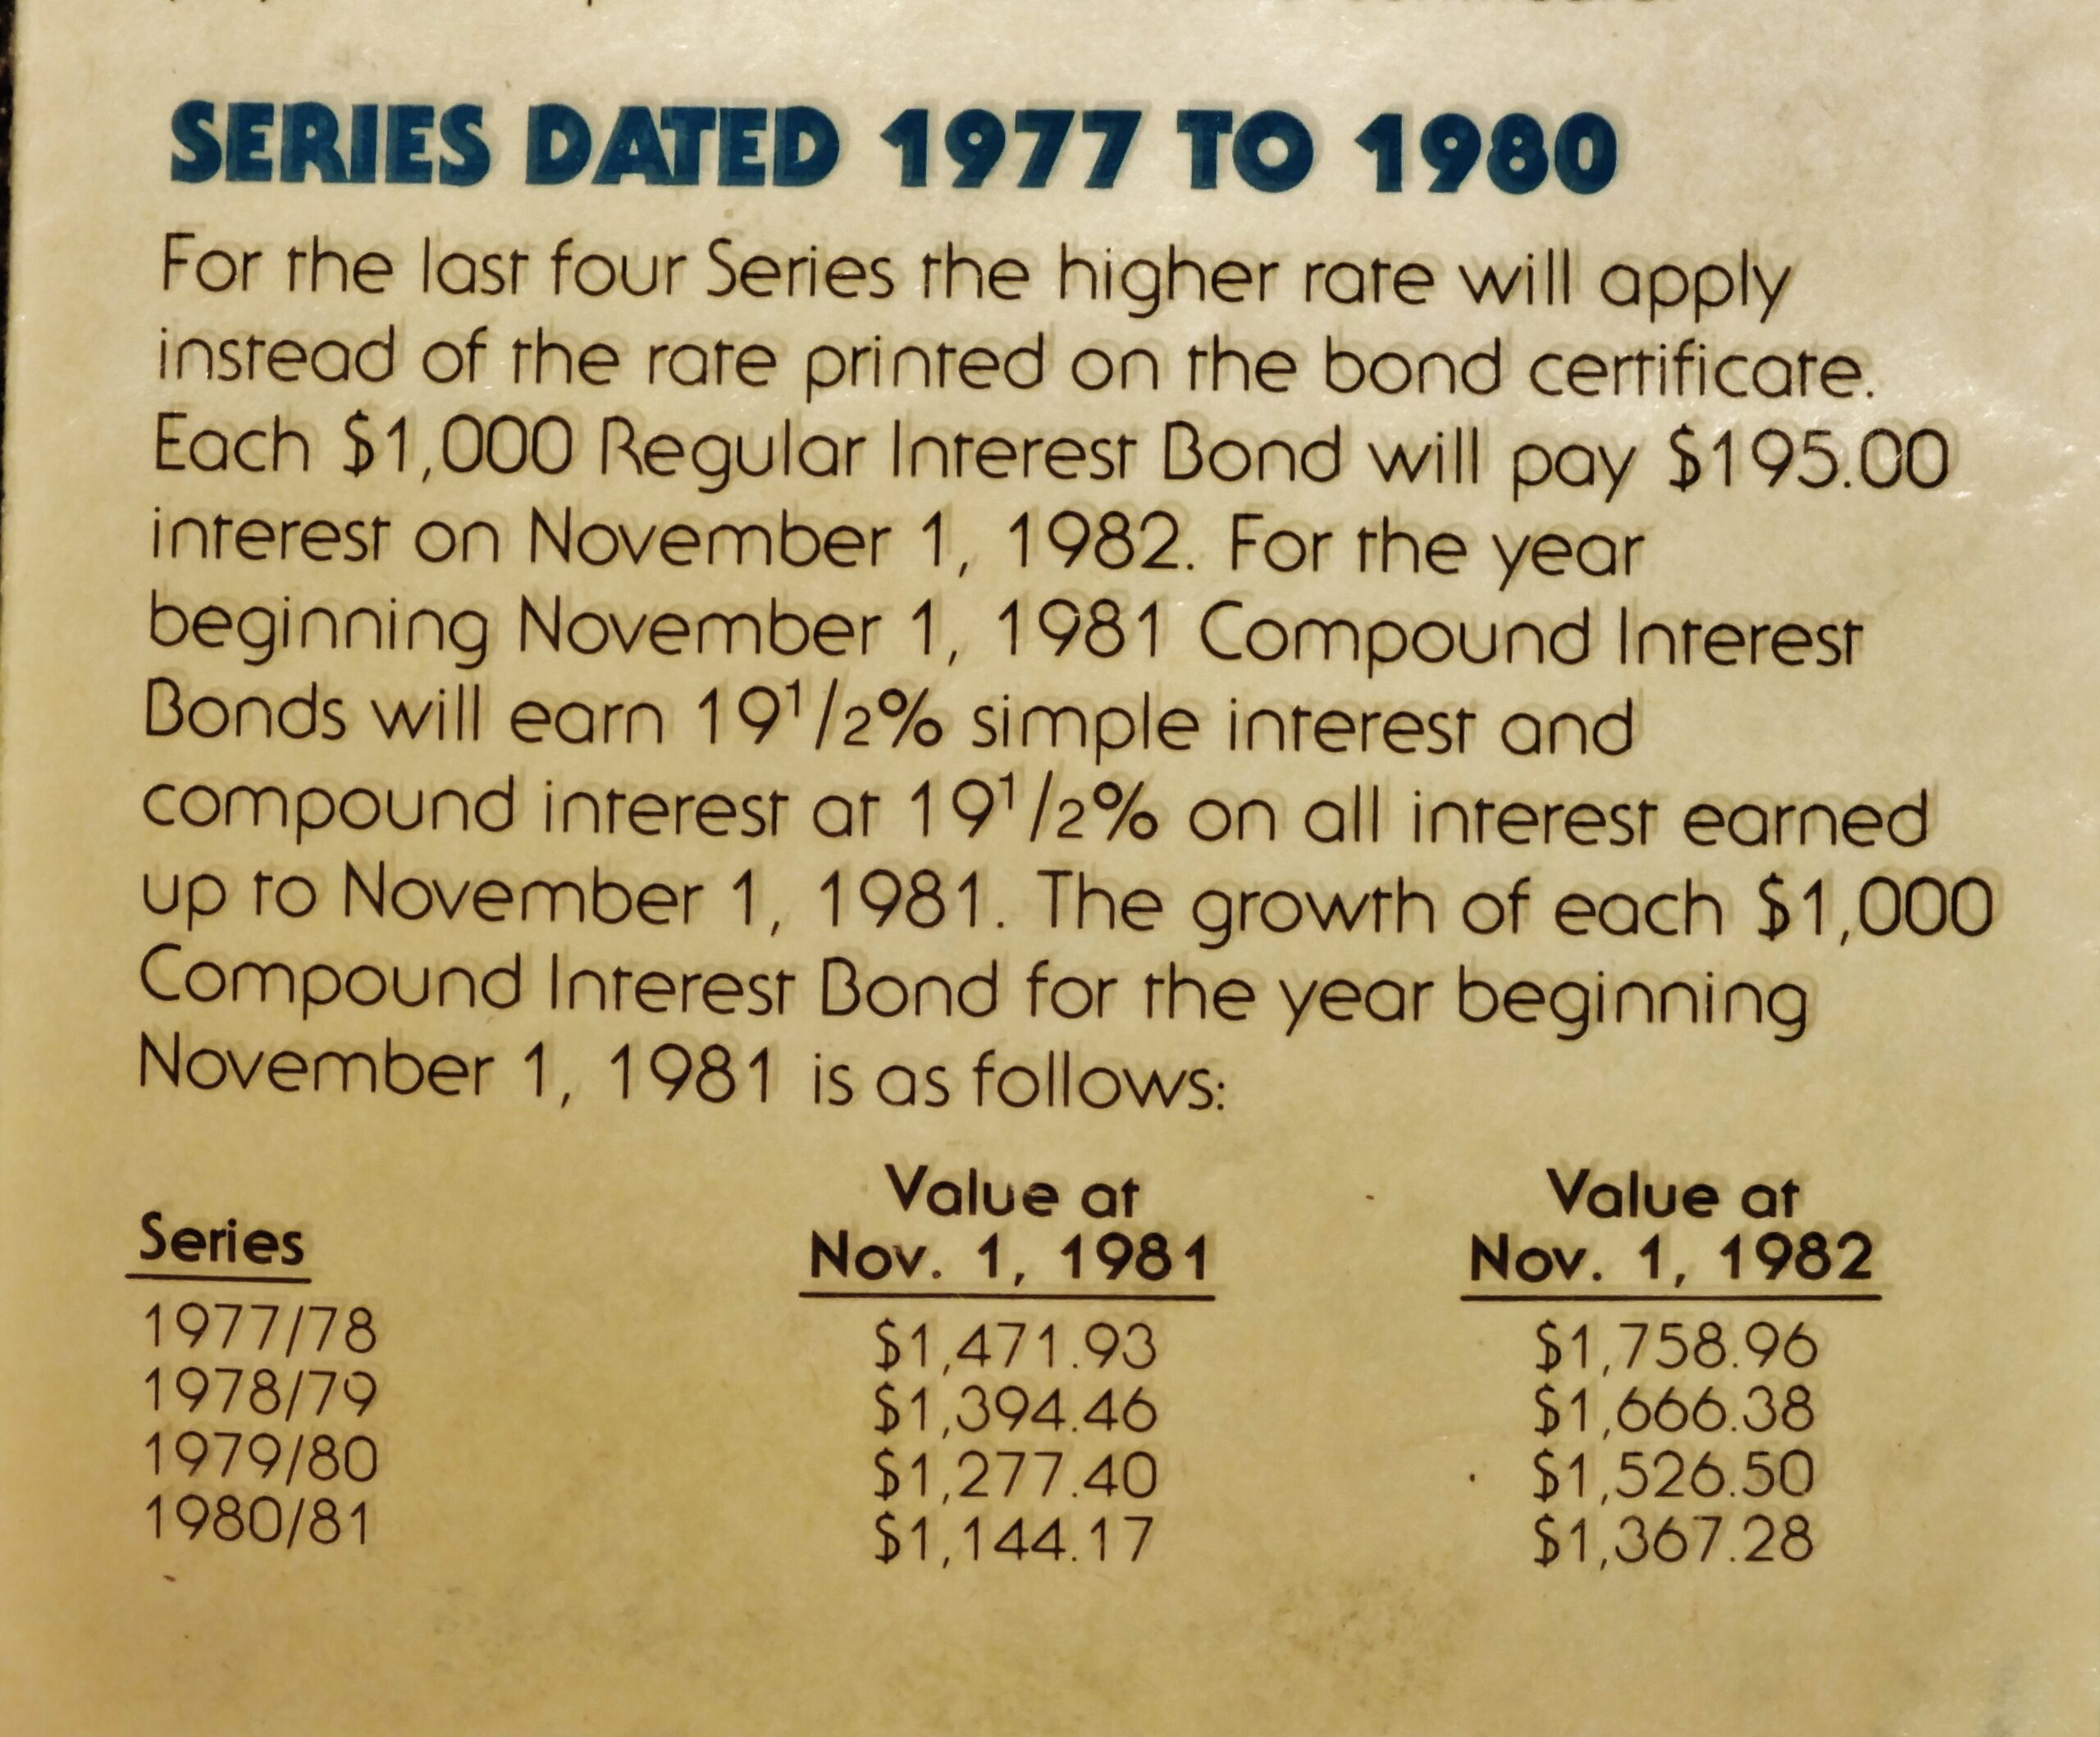 SERIES DATED 1977 TO 1980
For the last four Series the higher rate will apply
instead of the rate printed on the bond certificate.
Each $1,000 Regular Interest Bond will pay $195.00
interest on November 1, 1982. For the year
beginning November 1, 1981 Compound Interest
Bonds will earn 19¹/2% simple interest and
compound interest at 19¹/2% on all interest earned
up to November 1, 1981. The growth of each $1,000
Compound Interest Bond for the year beginning
November 1, 1981 is as follows:
Series Value at Nov. 1, 1981 Value at Nov. 1, 1982
1977/78 $1,471.93 $1,758.96
1978/79 $1,394.46 $1,666.38
1979/80 $1,277.40 $1,526.50
1980/81 $1,144.17 $1,367.28